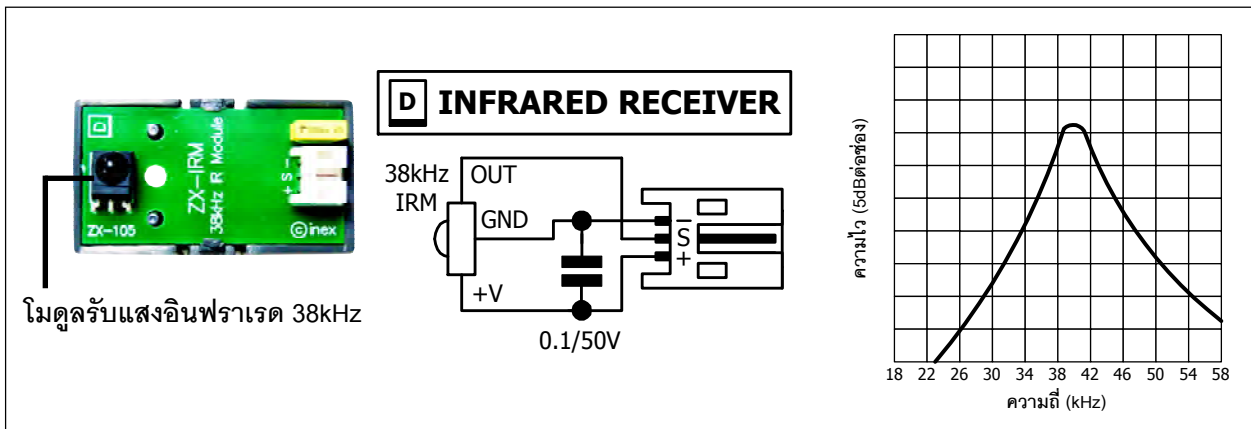 D
ZX-IRM
38kHz IR Module
+ S -
ZX-105
©inex
โมดูลรับแสงอินฟราเรด 38kHz
D INFRARED RECEIVER
38kHz
IRM
OUT
GND
+V
–
S
+
0.1/50V
ความไว (5dBต่อช่อง)
18 22 26 30 34 38 42 46 50 54 58
ความถี่ (kHz)